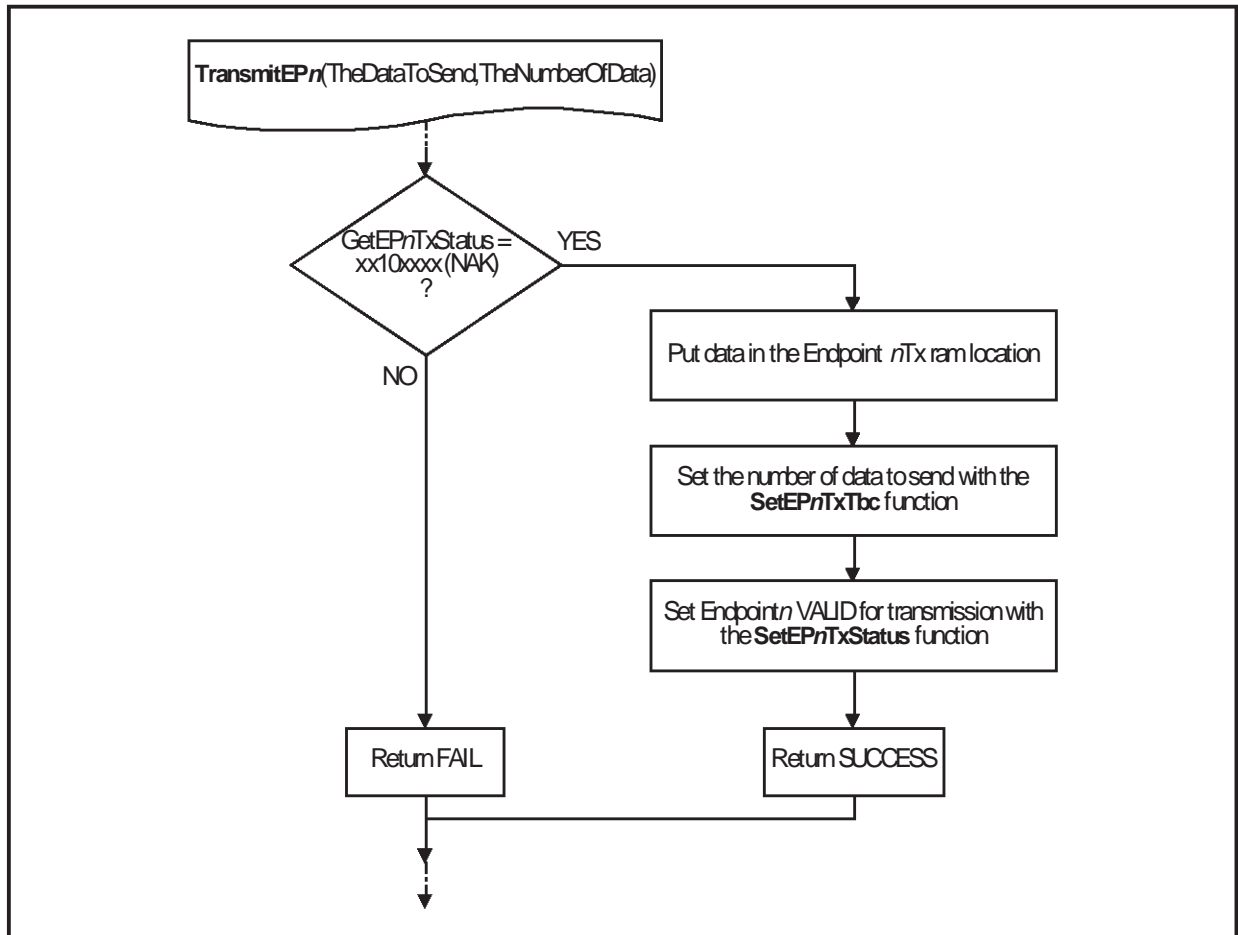 TransmitEPn(TheDataToSend,TheNumberOfData)
GetEPnTxStatus =
xx10xxxx (NAK)
?
YES
NO
Put data in the Endpoint nTx ram location
Set the number of data to send with the
SetEPnTxTbc function
Set Endpointn VALID for transmission with
the SetEPnTxStatus function
Return FAIL
Return SUCCESS